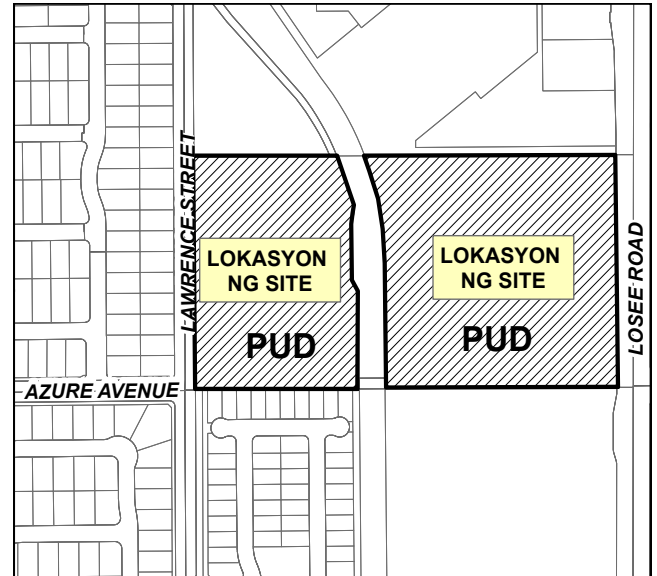 LAWRENCE STREET
LOKASYON
NG SITE
PUD
LOKASYON
NG SITE
PUD
LOSEE ROAD
AZURE AVENUE